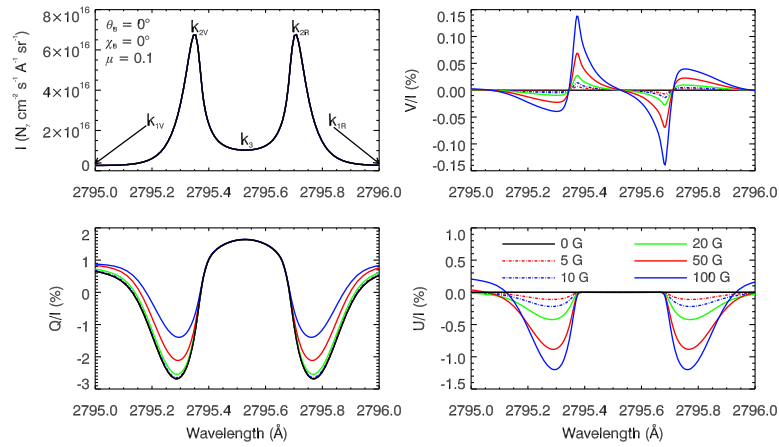 8×10¹⁶
6×10¹⁶
4×10¹⁶
2×10¹⁶
0
I (Nγ cm⁻² s⁻¹ A⁻¹ sr⁻¹)
θB = 0°
χB = 0°
μ = 0.1
k2V
k2R
k1V
k3
k1R
2795.0 2795.2 2795.4 2795.6 2795.8 2796.0
0.15
0.10
0.05
0.00
-0.05
-0.10
-0.15
V/I (%)
2795.0 2795.2 2795.4 2795.6 2795.8 2796.0
2
1
0
-1
-2
-3
Q/I (%)
2795.0 2795.2 2795.4 2795.6 2795.8 2796.0
Wavelength (Å)
1.0
0.5
0.0
-0.5
-1.0
-1.5
U/I (%)
0 G
5 G
10 G
20 G
50 G
100 G
2795.0 2795.2 2795.4 2795.6 2795.8 2796.0
Wavelength (Å)